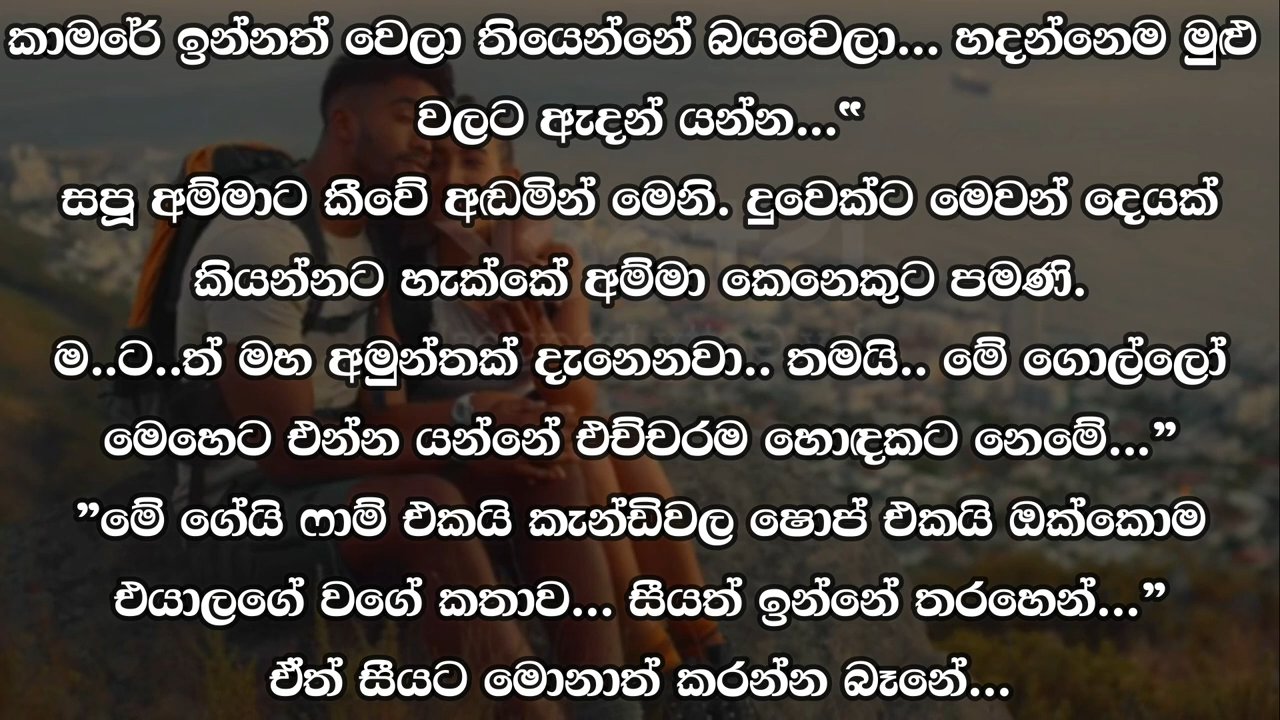 කාමරේ ඉන්නත් වෙලා තියෙන්නේ බයවෙලා... හදන්නෙම මුළු
වලට ඇදන් යන්න...“
සපූ අම්මාට කීවේ අඬමින් මෙනි. දුවෙක්ට මෙවන් දෙයක්
කියන්නට හැක්කේ අම්මා කෙනෙකුට පමණි.
ම..ට..ත් මහ අමුන්තක් දැනෙනවා.. තමයි.. මේ ගොල්ලෝ
මෙහෙට එන්න යන්නේ එච්චරම හොඳකට නෙමේ...”
”මේ ගේයි ෆාම් එකයි කැන්ඩිවල ෂොප් එකයි ඔක්කොම
එයාලගේ වගේ කතාව... සීයත් ඉන්නේ තරහෙන්...”
ඒත් සීයට මොනාත් කරන්න බෑනේ...